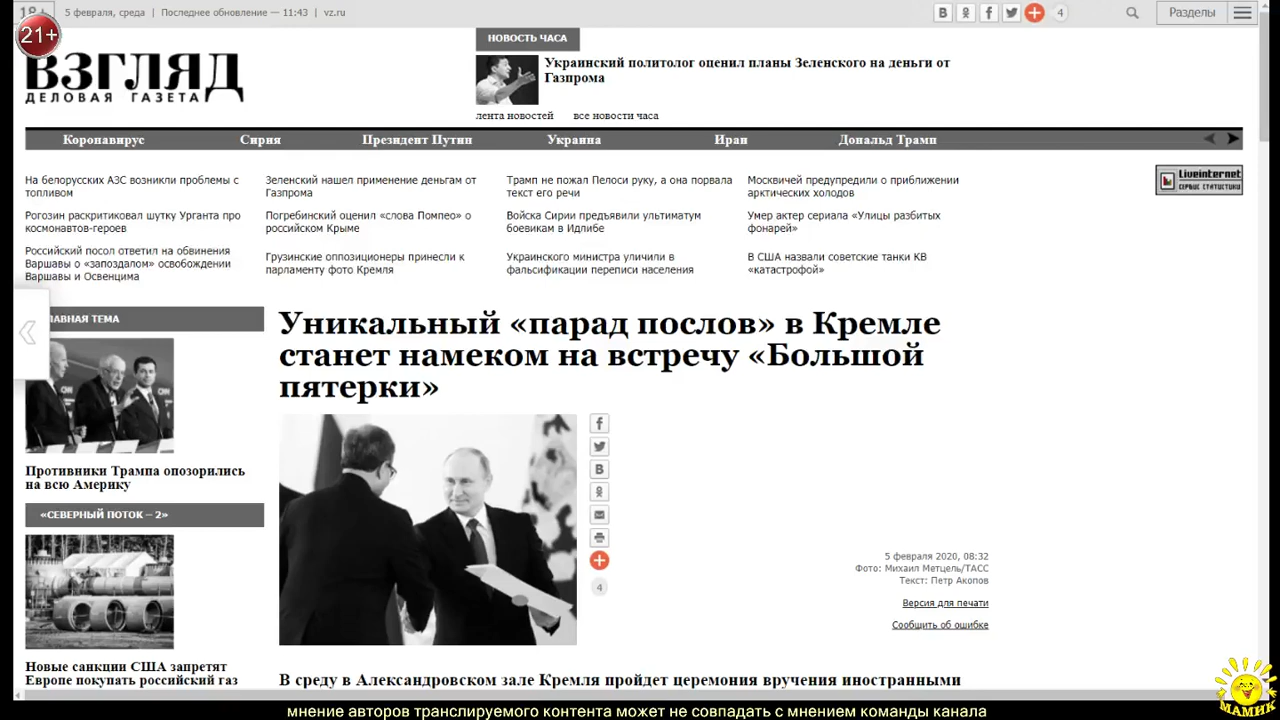 18+
21+
5 февраля, среда | Последнее обновление — 11:43 | vz.ru
4
Разделы
ВЗГЛЯД
ДЕЛОВАЯ ГАЗЕТА
НОВОСТЬ ЧАСА
Украинский политолог оценил планы Зеленского на деньги от
Газпрома
лента новостей все новости часа
Коронавирус Сирия Президент Путин Украина Иран Дональд Трамп
На белорусских АЗС возникли проблемы с
топливом
Рогозин раскритиковал шутку Урганта про
космонавтов-героев
Российский посол ответил на обвинения
Варшавы о «запоздалом» освобождении
Варшавы и Освенцима
Зеленский нашел применение деньгам от
Газпрома
Погребинский оценил «слова Помпео» о
российском Крыме
Грузинские оппозиционеры принесли к
парламенту фото Кремля
Трамп не пожал Пелоси руку, а она порвала
текст его речи
Войска Сирии предъявили ультиматум
боевикам в Идлибе
Украинского министра уличили в
фальсификации переписи населения
Москвичей предупредили о приближении
арктических холодов
Умер актер сериала «Улицы разбитых
фонарей»
В США назвали советские танки КВ
«катастрофой»
Liveinternet
СЕРВИС СТАТИСТИКИ
ЛАВНАЯ ТЕМА
CNN
CNN
Противники Трампа опозорились
на всю Америку
«СЕВЕРНЫЙ ПОТОК – 2»
Новые санкции США запретят
Европе покупать российский газ
Уникальный «парад послов» в Кремле
станет намеком на встречу «Большой
пятерки»
4
5 февраля 2020, 08:32
Фото: Михаил Метцель/ТАСС
Текст: Петр Акопов
Версия для печати
Сообщить об ошибке
В среду в Александровском зале Кремля пройдет церемония вручения иностранными
МАМИК
мнение авторов транслируемого контента может не совпадать с мнением команды канала